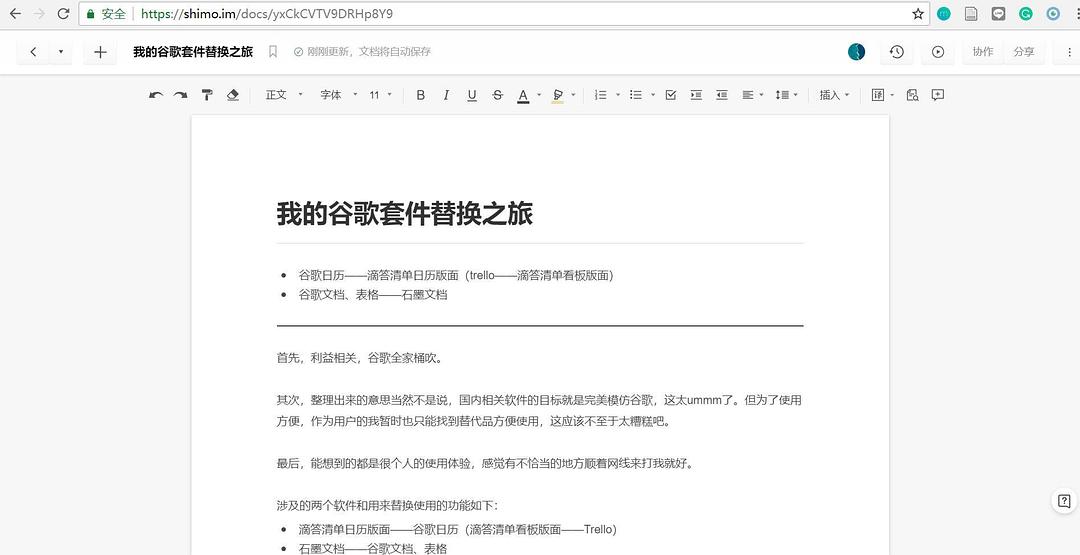 安全 https://shimo.im/docs/yxCkCVTV9DRHp8Y9
我的谷歌套件替换之旅 刚刚更新，文档将自动保存 协作 分享
正文 字体 11 B I U S A 插入 译
我的谷歌套件替换之旅
谷歌日历——滴答清单日历版面（trello——滴答清单看板版面）
谷歌文档、表格——石墨文档
首先，利益相关，谷歌全家桶吹。
其次，整理出来的意思当然不是说，国内相关软件的目标就是完美模仿谷歌，这太ummm了。但为了使用
方便，作为用户的我暂时也只能找到替代品方便使用，这应该不至于太糟糕吧。
最后，能想到的都是很个人的使用体验，感觉有不恰当的地方顺着网线来打我就好。
涉及的两个软件和用来替换使用的功能如下：
滴答清单日历版面——谷歌日历（滴答清单看板版面——Trello）
石墨文档——谷歌文档、表格